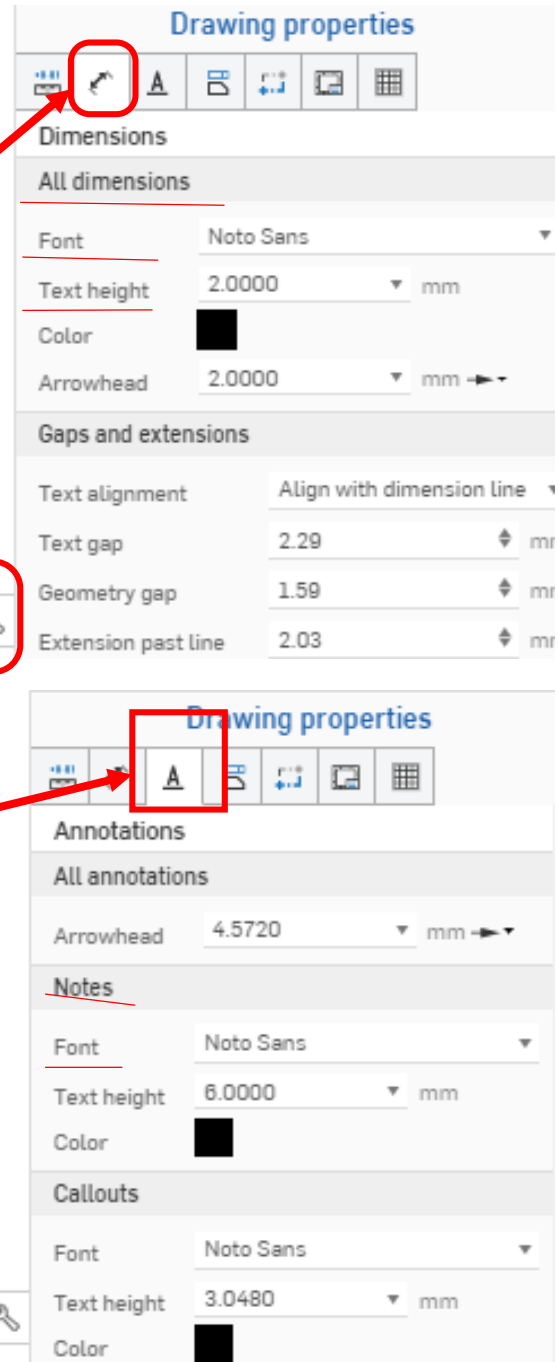 Drawing properties
A
Dimensions
All dimensions
Font Noto Sans
Text height 2.0000 mm
Color
Arrowhead 2.0000 mm
Gaps and extensions
Text alignment Align with dimension line
Text gap 2.29
Geometry gap 1.59
Extension past line 2.03
Drawing properties
A
Annotations
All annotations
Arrowhead 4.5720 mm
Notes
Font Noto Sans
Text height 6.0000 mm
Color
Callouts
Font Noto Sans
Text height 3.0480 mm
Color